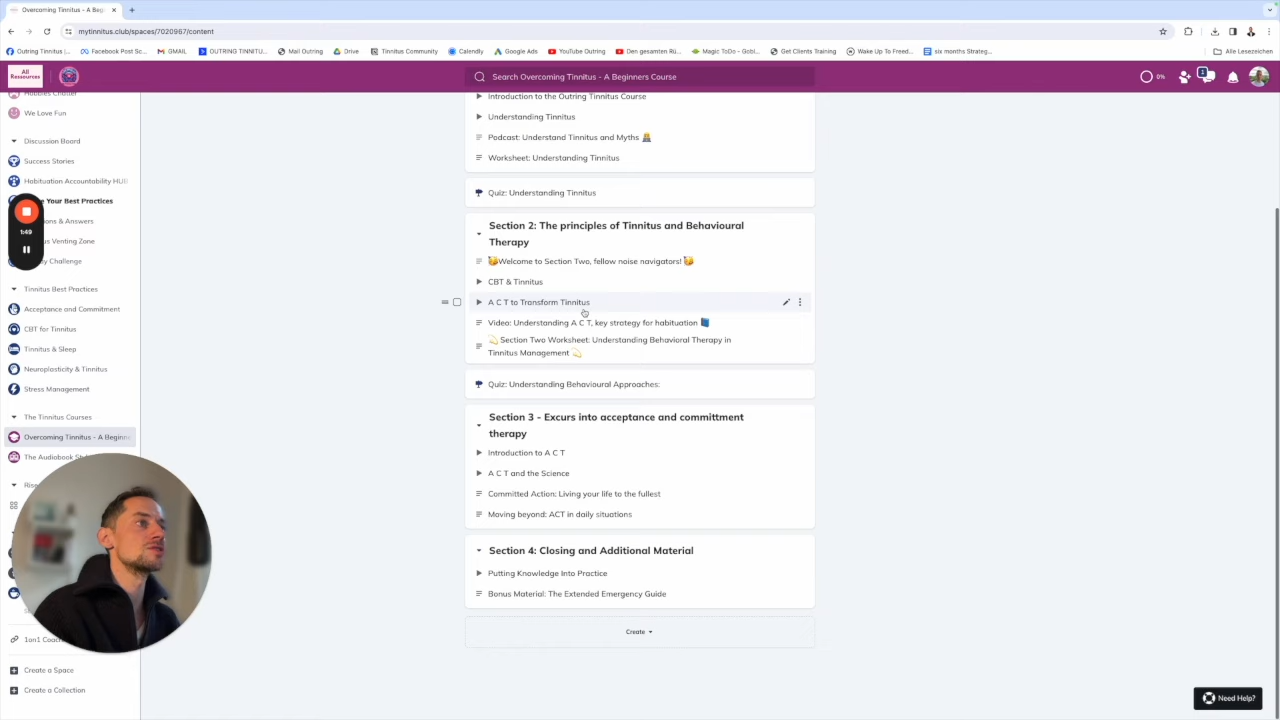 Overcoming Tinnitus - A Beg
mytinnitus.club/spaces/7020967/content
Outring Tinnitus |...
Facebook Post Sc...
GMAIL
OUTRING TINNITU...
Mail Outring
Drive
Tinnitus Community
Calendly
Google Ads
YouTube Outring
Den gesamten Rü...
Magic ToDo - Gobl...
Get Clients Training
Wake Up To Freed...
six months Strateg...
Alle Lesezeichen
All
Ressources
Search Overcoming Tinnitus - A Beginners Course
0%
1
Hobbies Chatter
We Love Fun
Discussion Board
Success Stories
Habituation Accountability HUB
Your Best Practices
& Answers
Venting Zone
Challenge
Tinnitus Best Practices
Acceptance and Commitment
CBT for Tinnitus
Tinnitus & Sleep
Neuroplasticity & Tinnitus
Stress Management
The Tinnitus Courses
Overcoming Tinnitus - A Beginn
The Audiobook
1on1
Create a Space
Create a Collection
1:49
Introduction to the Outring Tinnitus Course
Understanding Tinnitus
Podcast: Understand Tinnitus and Myths
Worksheet: Understanding Tinnitus
Quiz: Understanding Tinnitus
Section 2: The principles of Tinnitus and Behavioural
Therapy
🥳Welcome to Section Two, fellow noise navigators! 🥳
CBT & Tinnitus
A C T to Transform Tinnitus
Video: Understanding A C T, key strategy for habituation 📘
💫 Section Two Worksheet: Understanding Behavioral Therapy in
Tinnitus Management 💫
Quiz: Understanding Behavioural Approaches:
Section 3 - Excurs into acceptance and committment
therapy
Introduction to A C T
A C T and the Science
Committed Action: Living your life to the fullest
Moving beyond: ACT in daily situations
Section 4: Closing and Additional Material
Putting Knowledge Into Practice
Bonus Material: The Extended Emergency Guide
Create
Need Help?